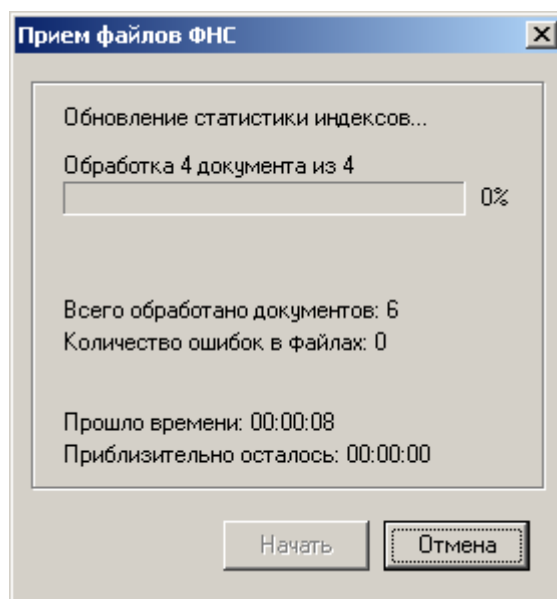 Прием файлов ФНС
Обновление статистики индексов...
Обработка 4 документа из 4
0%
Всего обработано документов: 6
Количество ошибок в файлах: 0
Прошло времени: 00:00:08
Приблизительно осталось: 00:00:00
Начать
Отмена